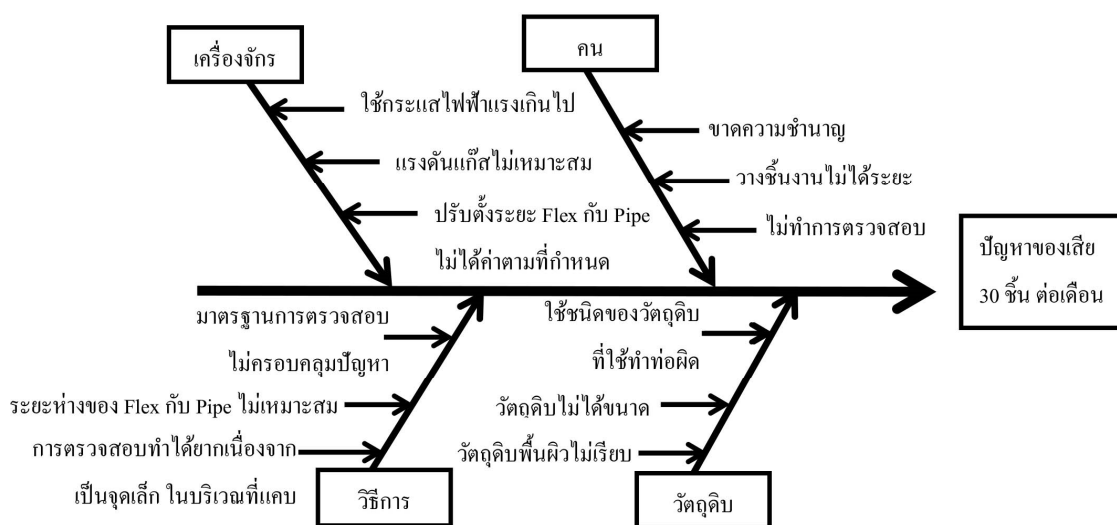 เครื่องจักร
คน
ใช้กระแสไฟฟ้าแรงเกินไป
แรงดันแก๊สไม่เหมาะสม
ปรับตั้งระยะ Flex กับ Pipe
ไม่ได้ค่าตามที่กำหนด
ขาดความชำนาญ
วางชิ้นงานไม่ได้ระยะ
ไม่ทำการตรวจสอบ
ปัญหาของเสีย
30 ชิ้น ต่อเดือน
มาตรฐานการตรวจสอบ
ไม่ครอบคลุมปัญหา
ระยะห่างของ Flex กับ Pipe ไม่เหมาะสม
การตรวจสอบทำได้ยากเนื่องจาก
เป็นจุดเล็ก ในบริเวณที่แคบ
ใช้ชนิดของวัตถุดิบ
ที่ใช้ทำท่อผิด
วัตถุดิบไม่ได้ขนาด
วัตถุดิบพื้นผิวไม่เรียบ
วิธีการ
วัตถุดิบ